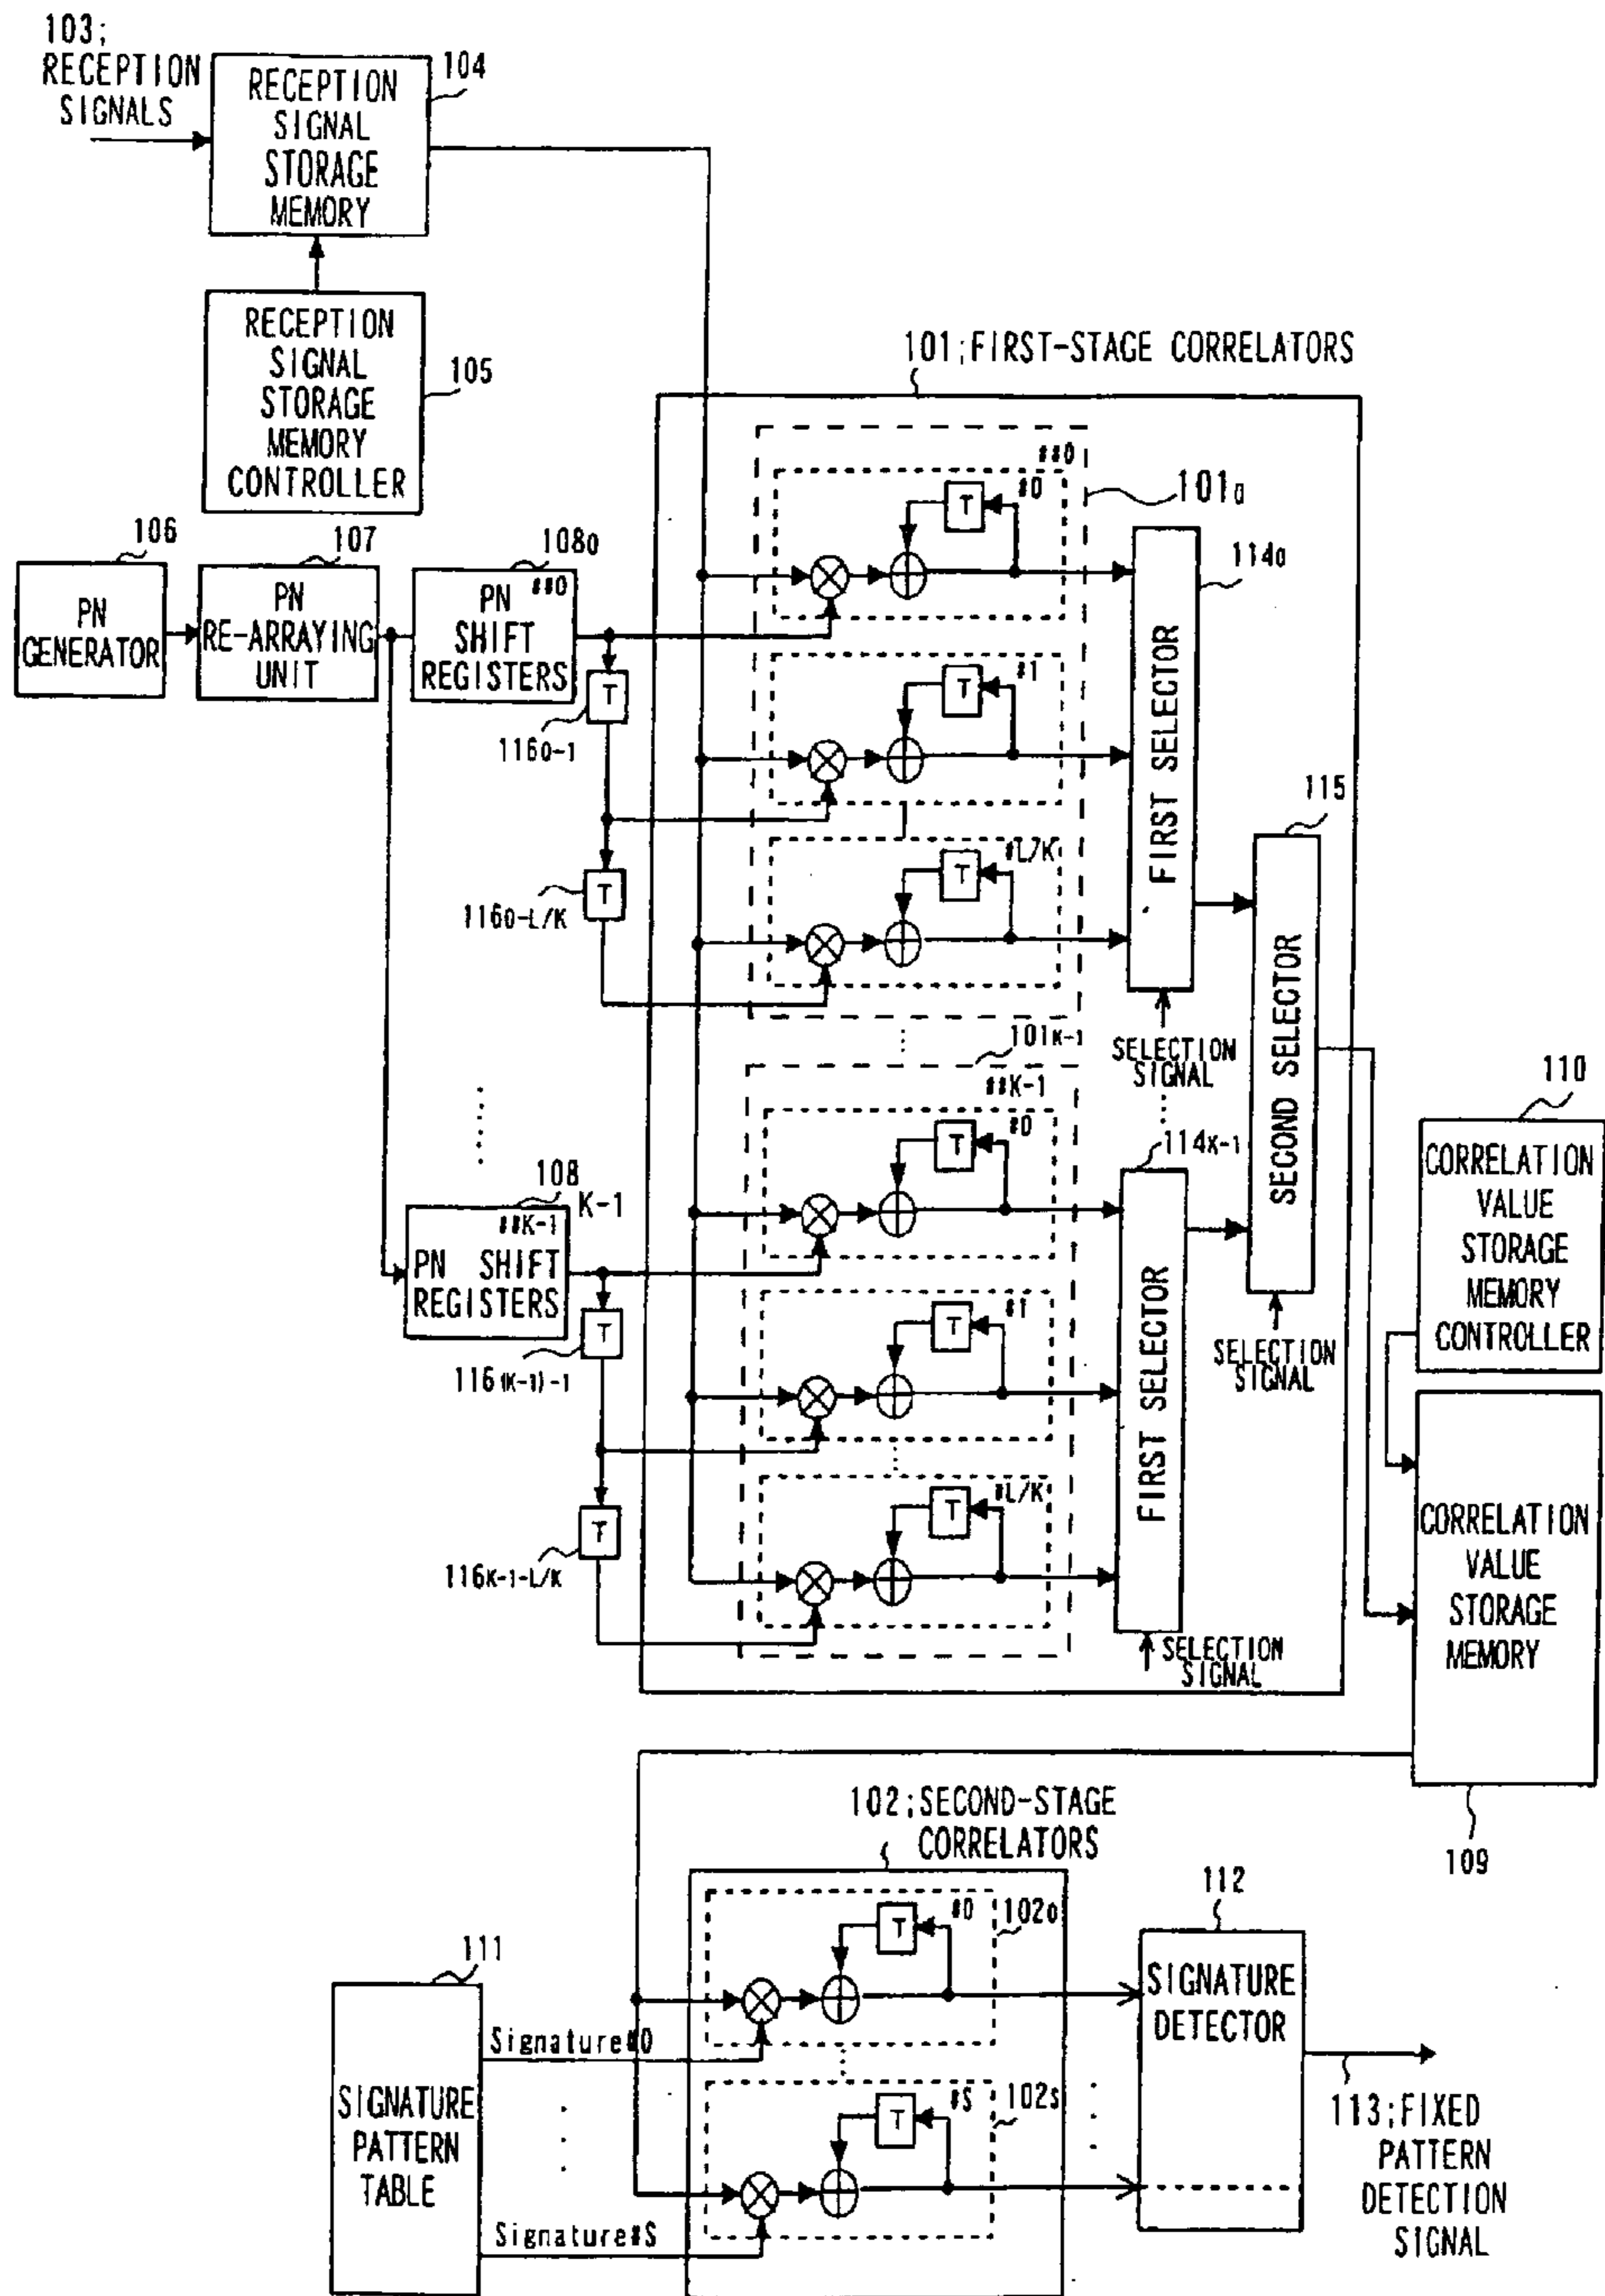 103;
RECEPTION
SIGNALS
RECEPTION
SIGNAL
STORAGE
MEMORY
104
RECEPTION
SIGNAL
STORAGE
MEMORY
CONTROLLER
105
101;FIRST-STAGE CORRELATORS
106
PN
GENERATOR
107
PN
RE-ARRAYING
UNIT
1080
##0
PN
SHIFT
REGISTERS
T
1160-1
T
1160-L/K
##0
1010
#0
T
#1
T
#L/K
T
1140
FIRST SELECTOR
SELECTION
SIGNAL
115
SECOND SELECTOR
SELECTION
SIGNAL
101K-1
##K-1
#0
T
#1
T
#L/K
T
114K-1
FIRST SELECTOR
SELECTION
SIGNAL
108
K-1
##K-1
PN SHIFT
REGISTERS
T
116(K-1)-1
T
116K-1-L/K
110
CORRELATION
VALUE
STORAGE
MEMORY
CONTROLLER
CORRELATION
VALUE
STORAGE
MEMORY
109
102;SECOND-STAGE
CORRELATORS
#0
1020
T
#S
102S
T
111
SIGNATURE
PATTERN
TABLE
Signature#0
Signature#S
112
SIGNATURE
DETECTOR
113;FIXED
PATTERN
DETECTION
SIGNAL